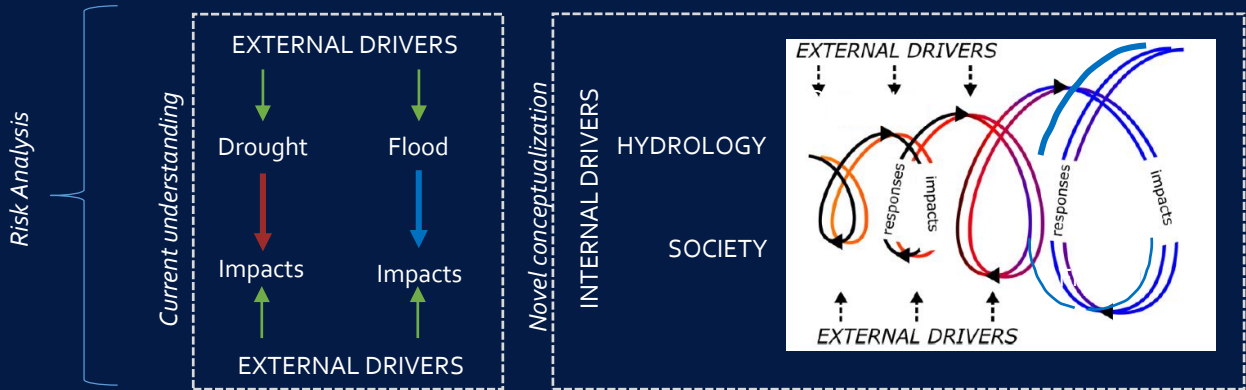 Risk Analysis
Current understanding
EXTERNAL DRIVERS
Drought
Flood
Impacts
Impacts
EXTERNAL DRIVERS
Novel conceptualization
INTERNAL DRIVERS
HYDROLOGY
SOCIETY
EXTERNAL DRIVERS
responses
impacts
responses
impacts
EXTERNAL DRIVERS